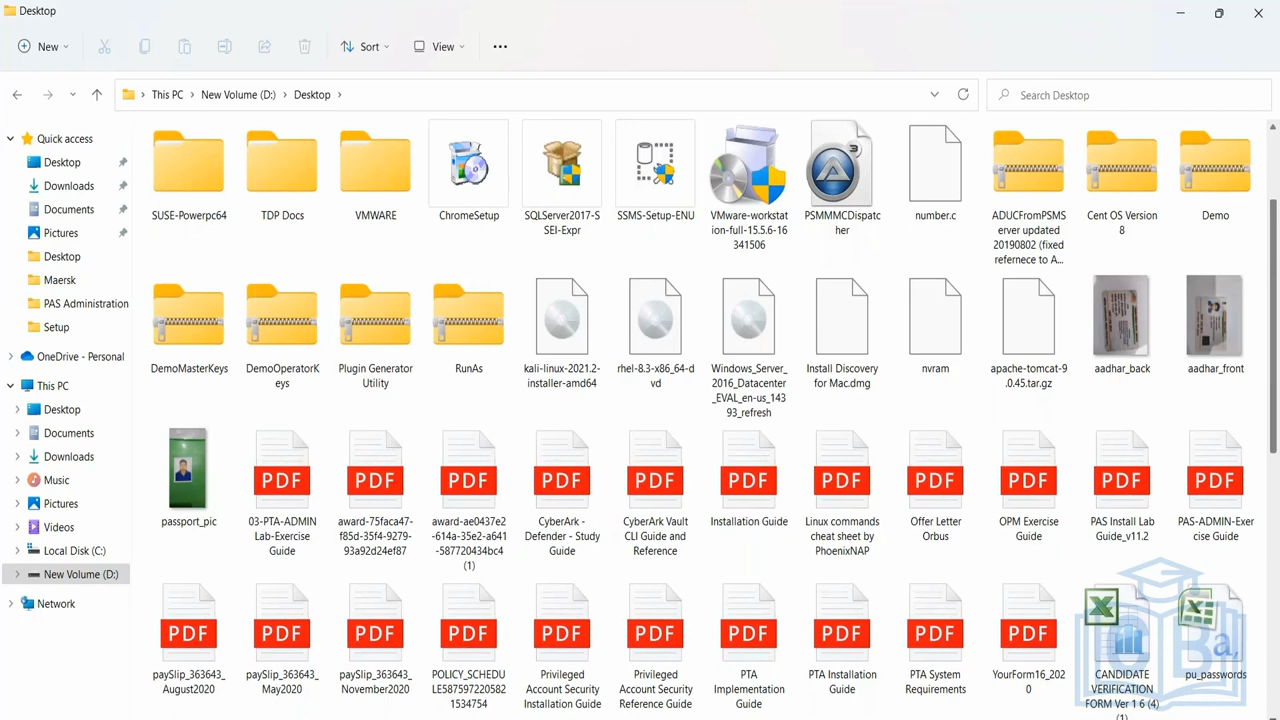 Desktop
New
Sort
View
This PC
New Volume (D:)
Desktop
Search Desktop
Quick access
Desktop
Downloads
Documents
Pictures
Desktop
Maersk
PAS Administration
Setup
OneDrive - Personal
This PC
Desktop
Documents
Downloads
Music
Pictures
Videos
Local Disk (C:)
New Volume (D:)
Network
SUSE-Powerpc64
TDP Docs
VMWARE
ChromeSetup
SQLServer2017-S
SEI-Expr
SSMS-Setup-ENU
VMware-workstat
ion-full-15.5.6-16
341506
PSMMMCDispatc
her
number.c
ADUCFromPSMS
erver updated
20190802 (fixed
refernece to A...
Cent OS Version
8
Demo
DemoMasterKeys
DemoOperatorK
eys
Plugin Generator
Utility
RunAs
kali-linux-2021.2-
installer-amd64
rhel-8.3-x86_64-d
vd
Windows_Server_
2016_Datacenter
_EVAL_en-us_143
93_refresh
Install Discovery
for Mac.dmg
nvram
apache-tomcat-9
.0.45.tar.gz
aadhar_back
aadhar_front
passport_pic
PDF
03-PTA-ADMIN
Lab-Exercise
Guide
PDF
award-75faca47-
f85d-35f4-9279-
93a92d24ef87
PDF
award-ae0437e2
-614a-35e2-a641
-587720434bc4
(1)
PDF
CyberArk -
Defender - Study
Guide
PDF
CyberArk Vault
CLI Guide and
Reference
PDF
Installation Guide
PDF
Linux commands
cheat sheet by
PhoenixNAP
PDF
Offer Letter
Orbus
PDF
OPM Exercise
Guide
PDF
PAS Install Lab
Guide_v11.2
PDF
PAS-ADMIN-Exer
cise Guide
PDF
paySlip_363643_
August2020
PDF
paySlip_363643_
May2020
PDF
paySlip_363643_
November2020
PDF
POLICY_SCHEDU
LE587597220582
1534754
PDF
Privileged
Account Security
Installation Guide
PDF
Privileged
Account Security
Reference Guide
PDF
PTA
Implementation
Guide
PDF
PTA Installation
Guide
PDF
PTA System
Requirements
PDF
YourForm16_202
0
CANDIDATE
VERIFICATION
FORM Ver 1 6 (4)
(1)
pu_passwords